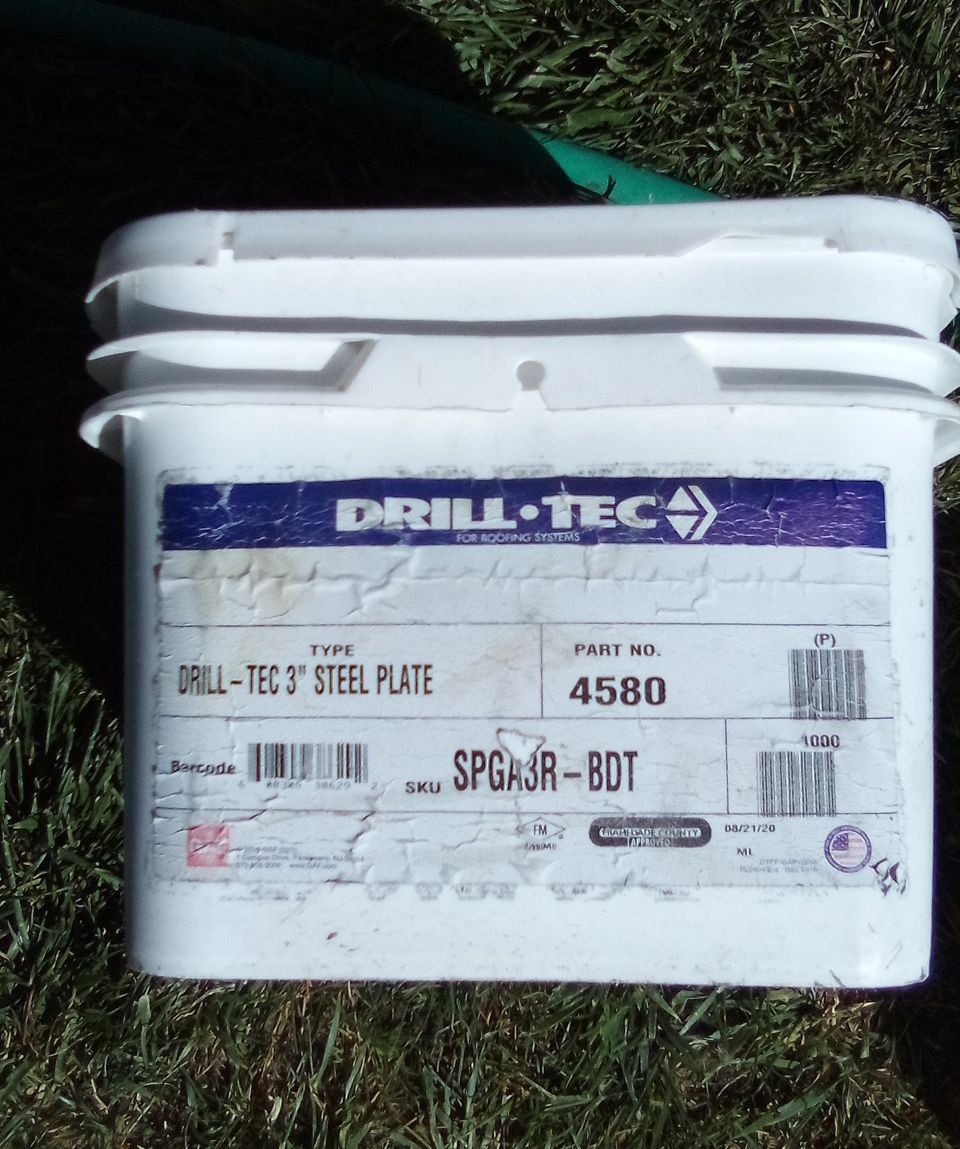 DRILL•TEC
FOR ROOFING SYSTEMS
TYPE
DRILL-TEC 3" STEEL PLATE
PART NO.
4580
(P)
Barcode
SKU SPGA3R-BDT
1000
FM
MIAMI-DADE COUNTY
APPROVED
08/21/20
ML